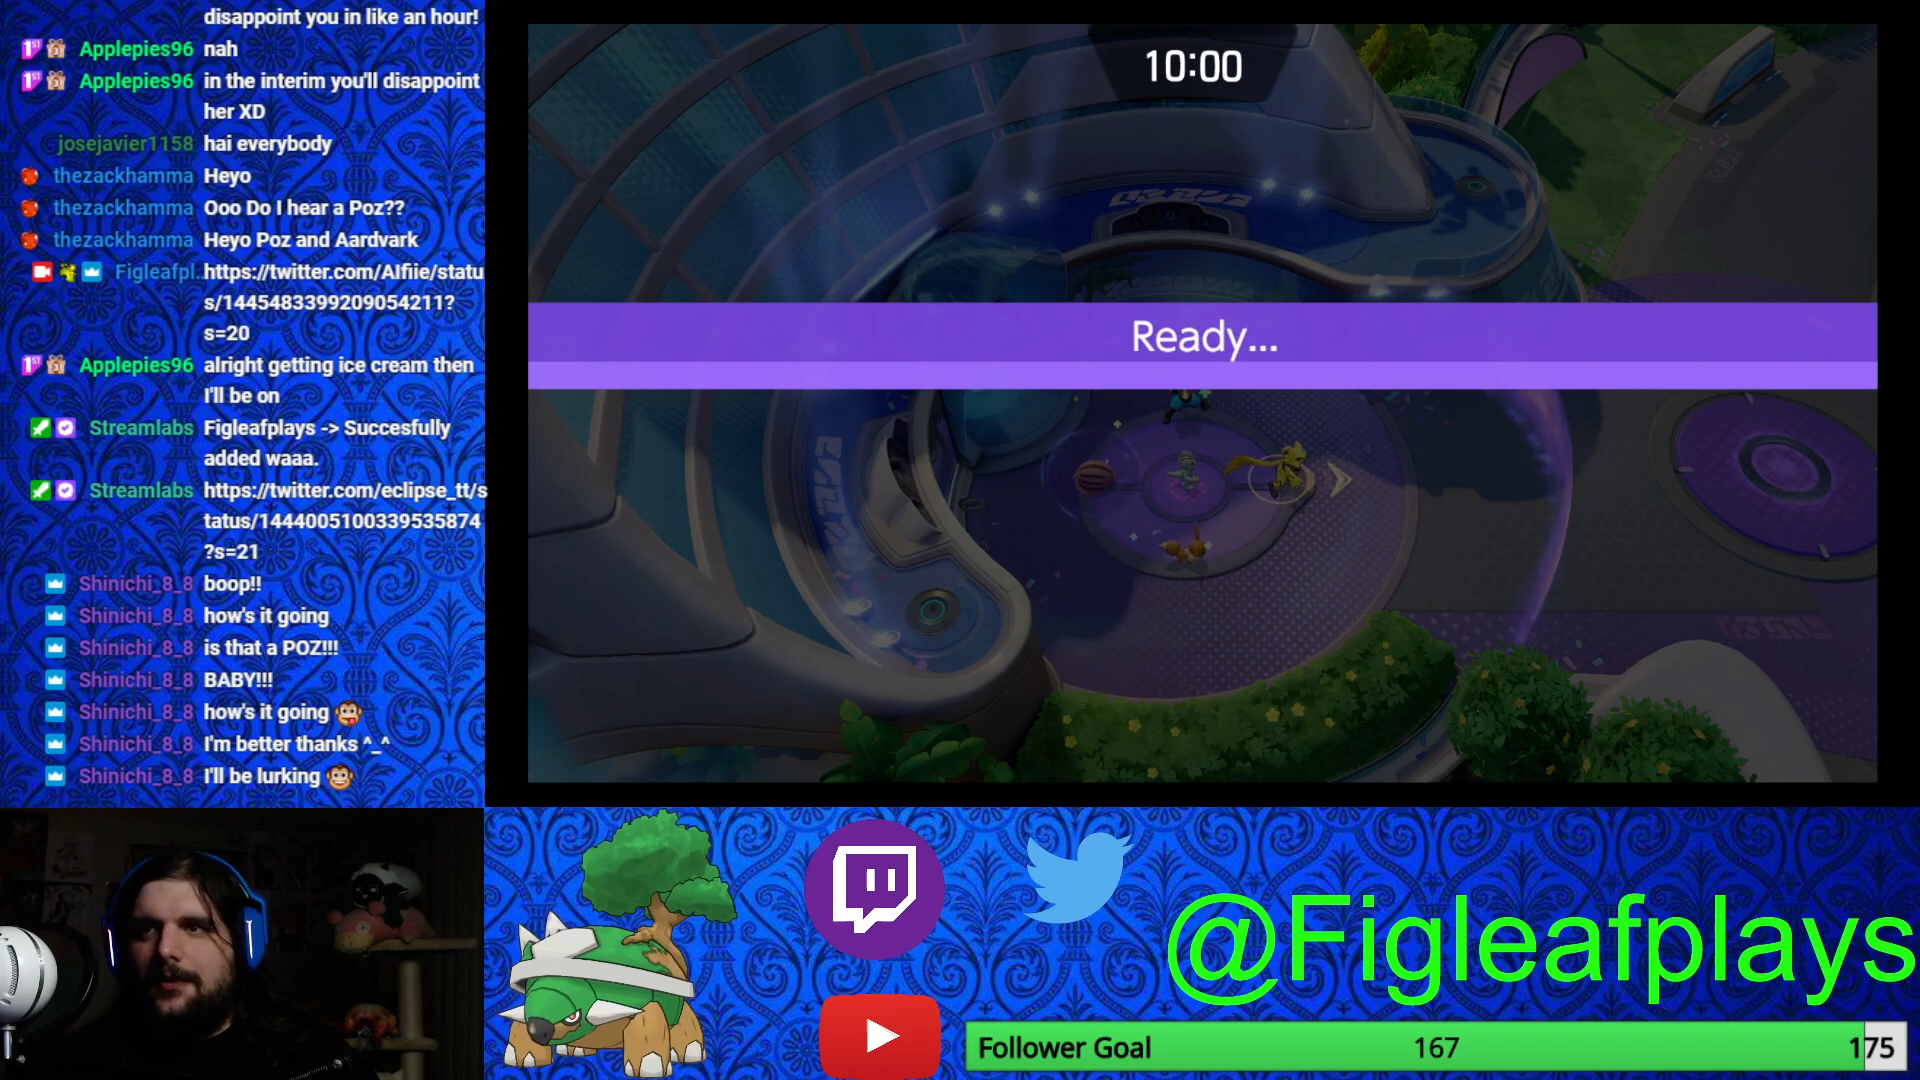 disappoint you in like an hour!
Applepies96 nah
Applepies96 in the interim you'll disappoint
her XD
josejavier1158 hai everybody
thezackhamma Heyo
thezackhamma Ooo Do I hear a Poz??
thezackhamma Heyo Poz and Aardvark
Figleafpl... https://twitter.com/Alfiie/statu
s/1445483399209054211?
s=20
Applepies96 alright getting ice cream then
I'll be on
Streamlabs Figleafplays -> Succesfully
added waaa.
Streamlabs https://twitter.com/eclipse_tt/s
tatus/1444005100339535874
?s=21
Shinichi_8_8 boop!!
Shinichi_8_8 how's it going
Shinichi_8_8 is that a POZ!!!
Shinichi_8_8 BABY!!!
Shinichi_8_8 how's it going
Shinichi_8_8 I'm better thanks ^_^
Shinichi_8_8 I'll be lurking
10:00
Ready...
@Figleafplays
Follower Goal 167 175